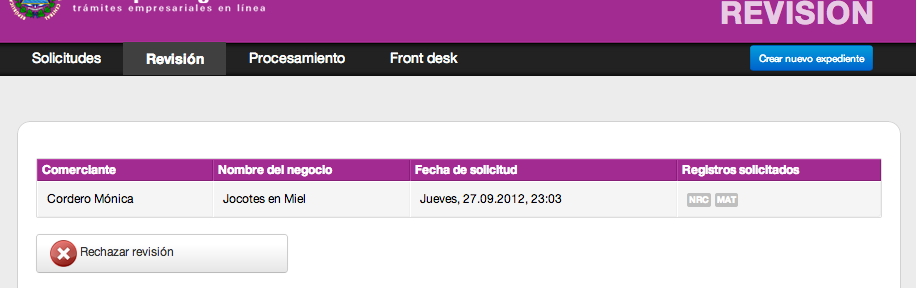 trámites empresariales en línea
REVISIÓN
Solicitudes Revisión Procesamiento Front desk Crear nuevo expediente
Comerciante Nombre del negocio Fecha de solicitud Registros solicitados
Cordero Mónica Jocotes en Miel Jueves, 27.09.2012, 23:03 NRC MAT
Rechazar revisión